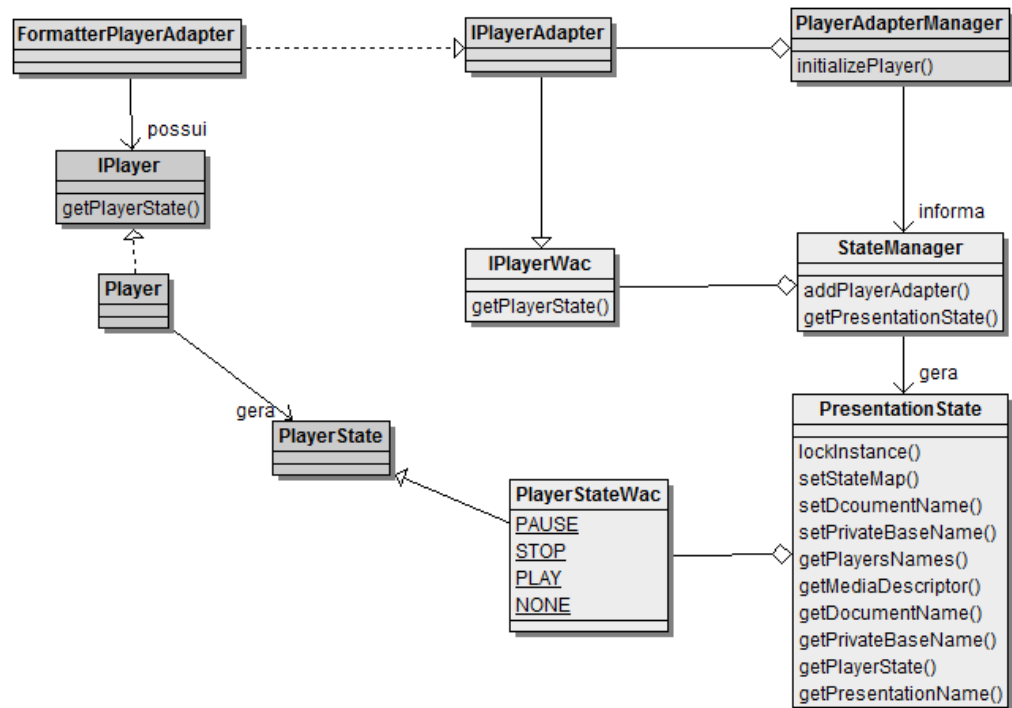 FormatterPlayerAdapter
IPlayerAdapter
PlayerAdapterManager
initializePlayer()
possui
IPlayer
getPlayerState()
informa
Player
IPlayerWac
getPlayerState()
StateManager
addPlayerAdapter()
getPresentationState()
gera
gera
PlayerState
PlayerStateWac
PAUSE
STOP
PLAY
NONE
PresentationState
lockInstance()
setStateMap()
setDcoumentName()
setPrivateBaseName()
getPlayersNames()
getMediaDescriptor()
getDocumentName()
getPrivateBaseName()
getPlayerState()
getPresentationName()